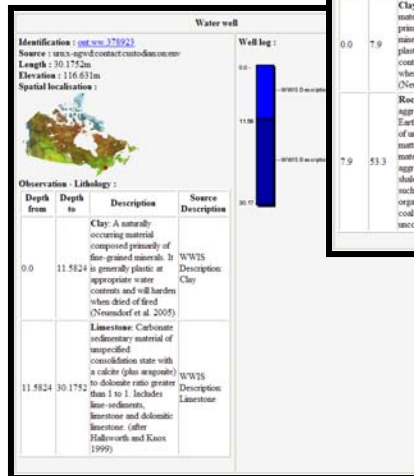 Water well
Identification : ont.ww.378923
Source : urn:x-ngwd:contact:custodian:on:env
Length : 30.1752m
Elevation : 116.631m
Spatial localisation :
Well log :
0.0
11.58
30.17
WWIS Description
WWIS Description
Observation - Lithology :
Depth from
Depth to
Description
Source Description
0.0
11.5824
Clay: A naturally
occuring material
composed primarily of
fine-grained minerals. It
is generally plastic at
appropriate water
contents and will harden
when dried of fired
(Neuendorf et al. 2005)
WWIS
Description:
Clay
11.5824
30.1752
Limestone: Carbonate
sedimentary material of
unspecified
consolidation state with
a calcite (plus aragonite)
to dolomite ratio greater
than 1 to 1. Includes
lime-sediments,
limestone and dolomitic
limestone. (after
Hallsworth and Knox
1999)
WWIS
Description:
Limestone
0.0
7.9
Clay
7.9
53.3